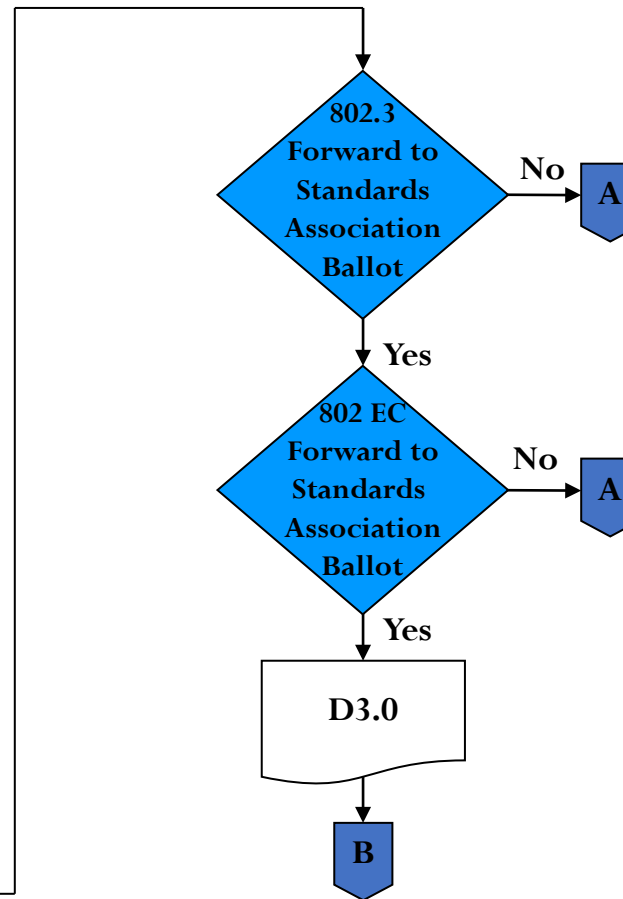 802.3
Forward to
Standards
Association
Ballot
No
A
Yes
802 EC
Forward to
Standards
Association
Ballot
No
A
Yes
D3.0
B